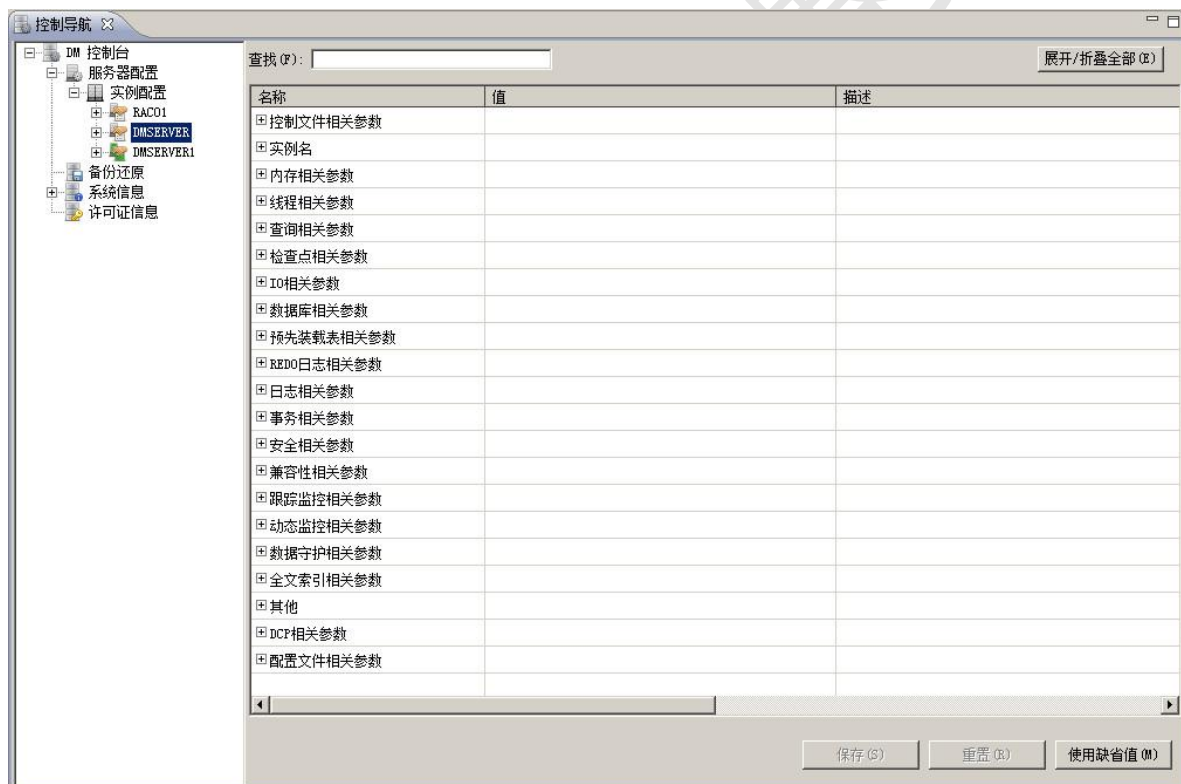 控制导航
DM 控制台
服务器配置
实例配置
RAC01
DMSERVER
DMSERVER1
备份还原
系统信息
许可证信息
查找(F):
展开/折叠全部(E)
名称 值 描述
控制文件相关参数
实例名
内存相关参数
线程相关参数
查询相关参数
检查点相关参数
IO相关参数
数据库相关参数
预先装载表相关参数
REDO日志相关参数
日志相关参数
事务相关参数
安全相关参数
兼容性相关参数
跟踪监控相关参数
动态监控相关参数
数据守护相关参数
全文索引相关参数
其他
DCP相关参数
配置文件相关参数
保存(S) 重置(R) 使用缺省值(M)